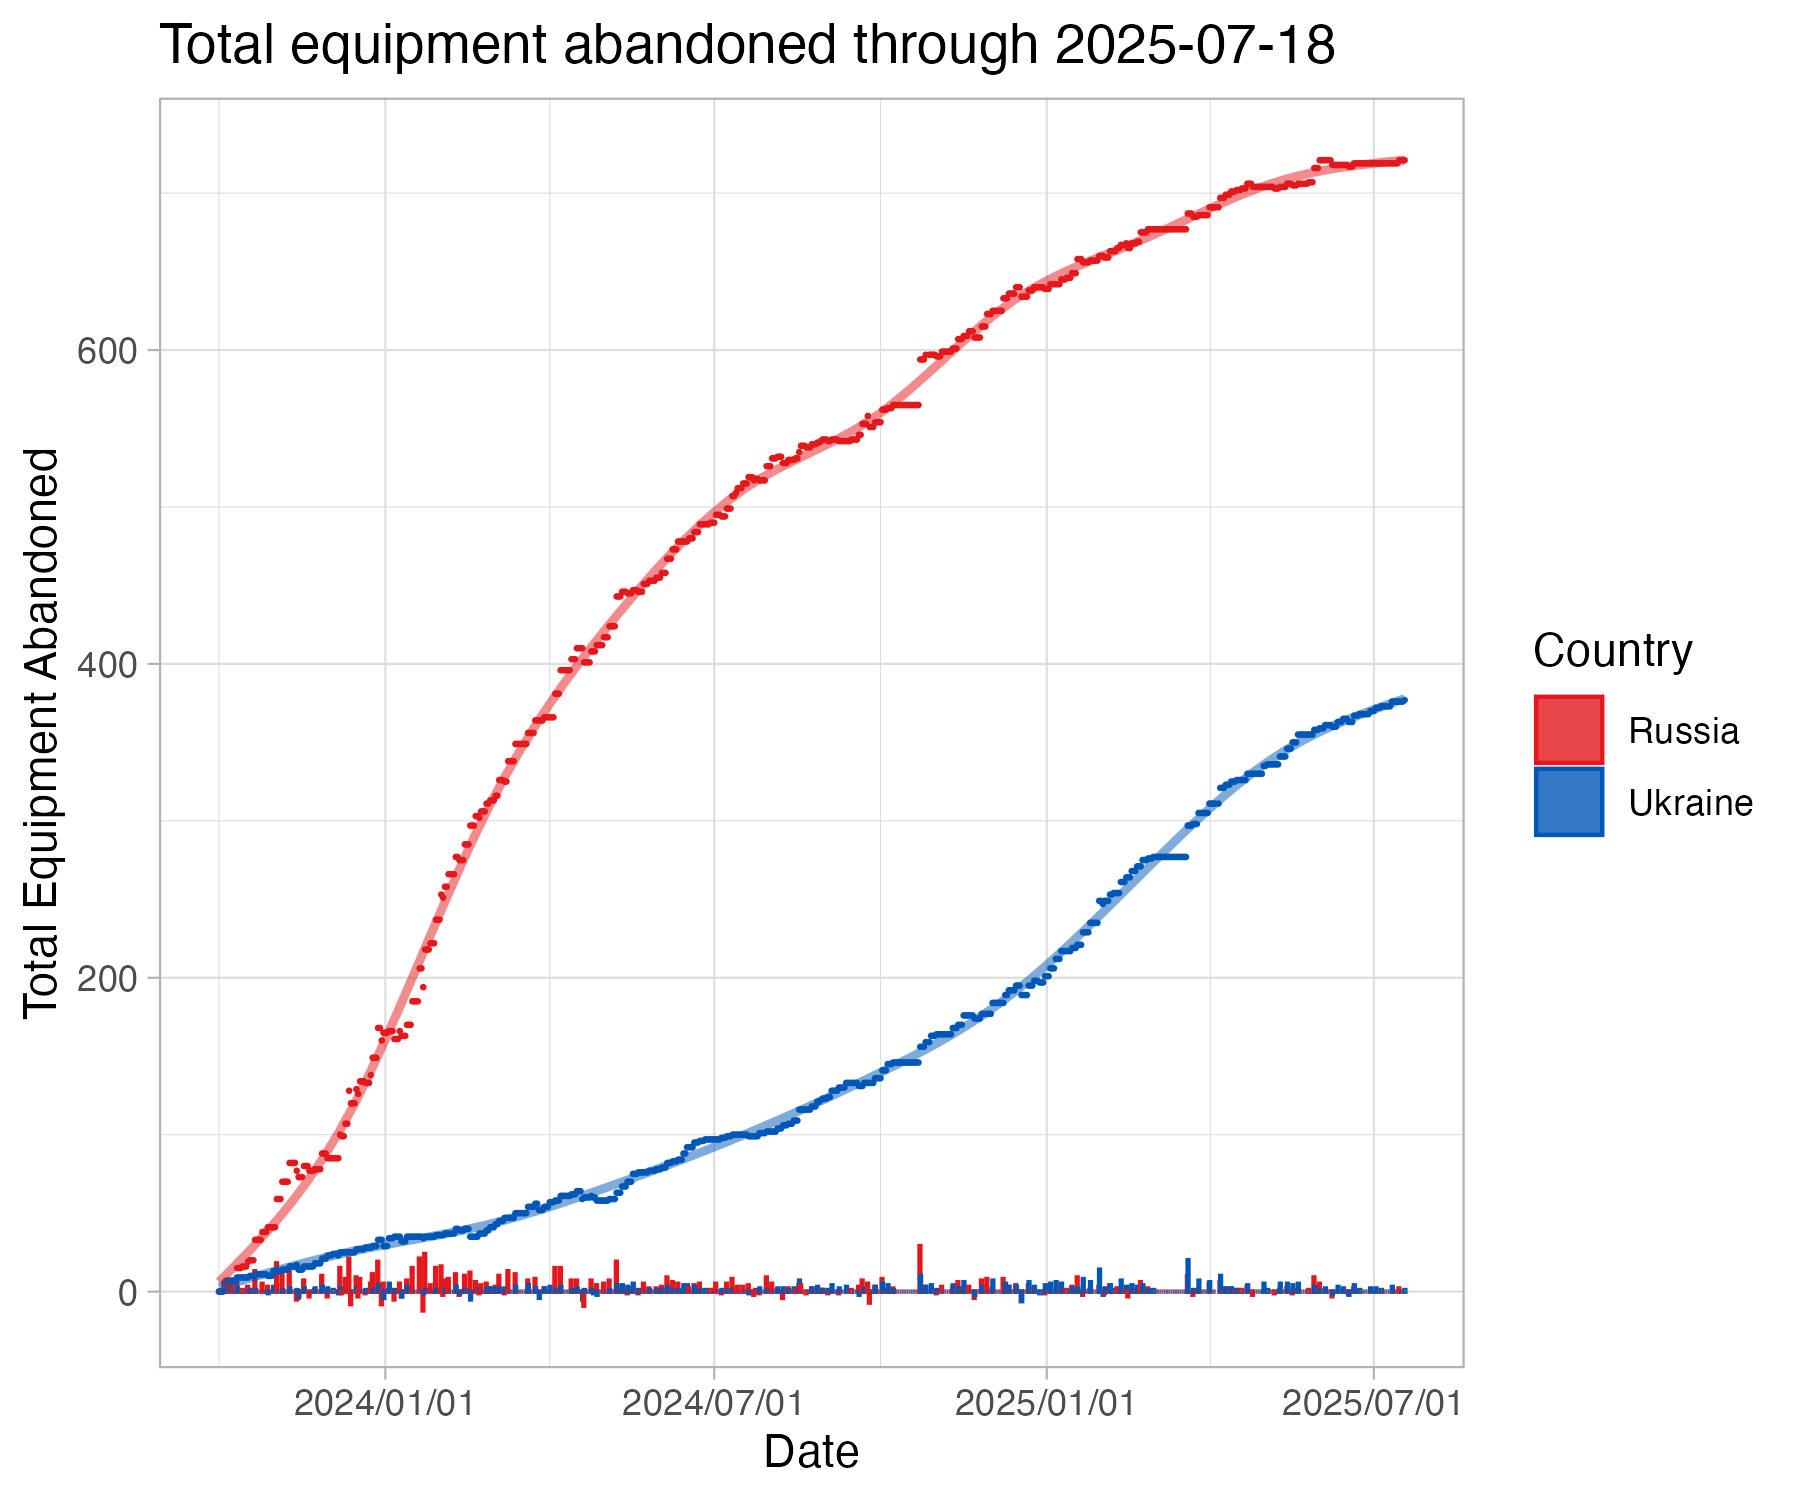 Total equipment abandoned through 2025-07-18
Total Equipment Abandoned
600
400
200
0
2024/01/01
2024/07/01
2025/01/01
2025/07/01
Date
Country
Russia
Ukraine